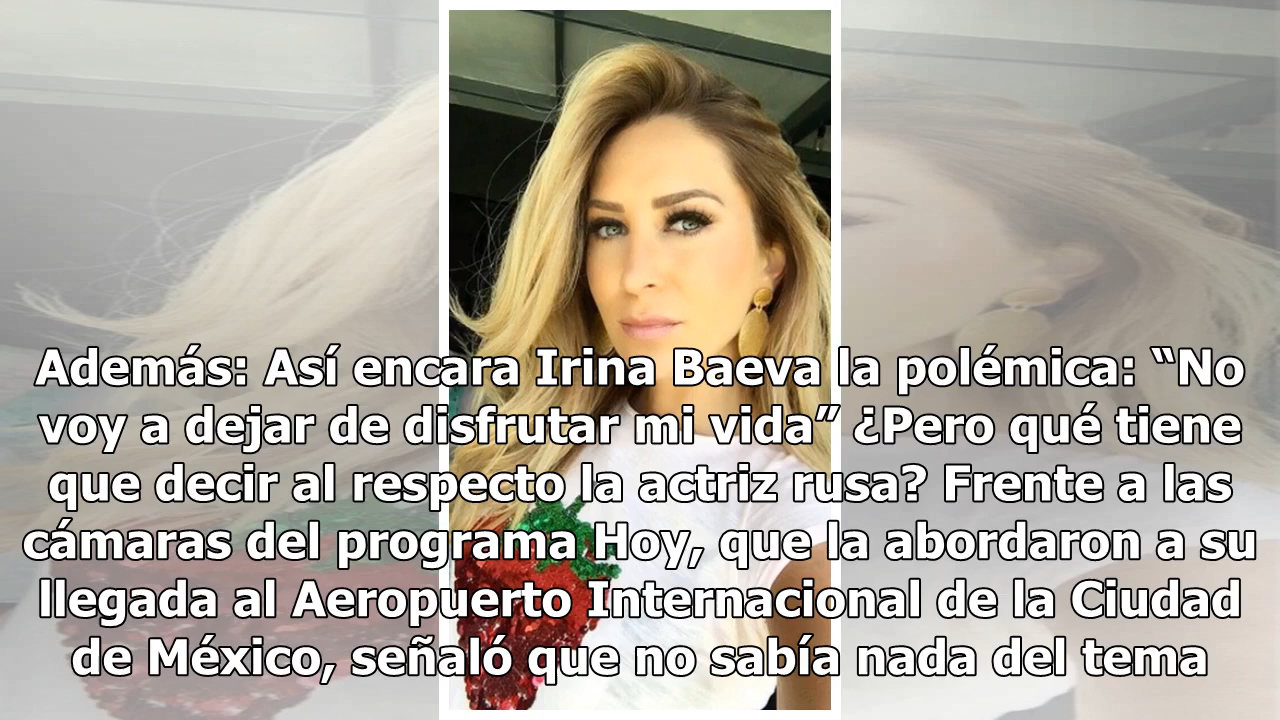 Además: Así encara Irina Baeva la polémica: “No
voy a dejar de disfrutar mi vida” ¿Pero qué tiene
que decir al respecto la actriz rusa? Frente a las
cámaras del programa Hoy, que la abordaron a su
llegada al Aeropuerto Internacional de la Ciudad
de México, señaló que no sabía nada del tema